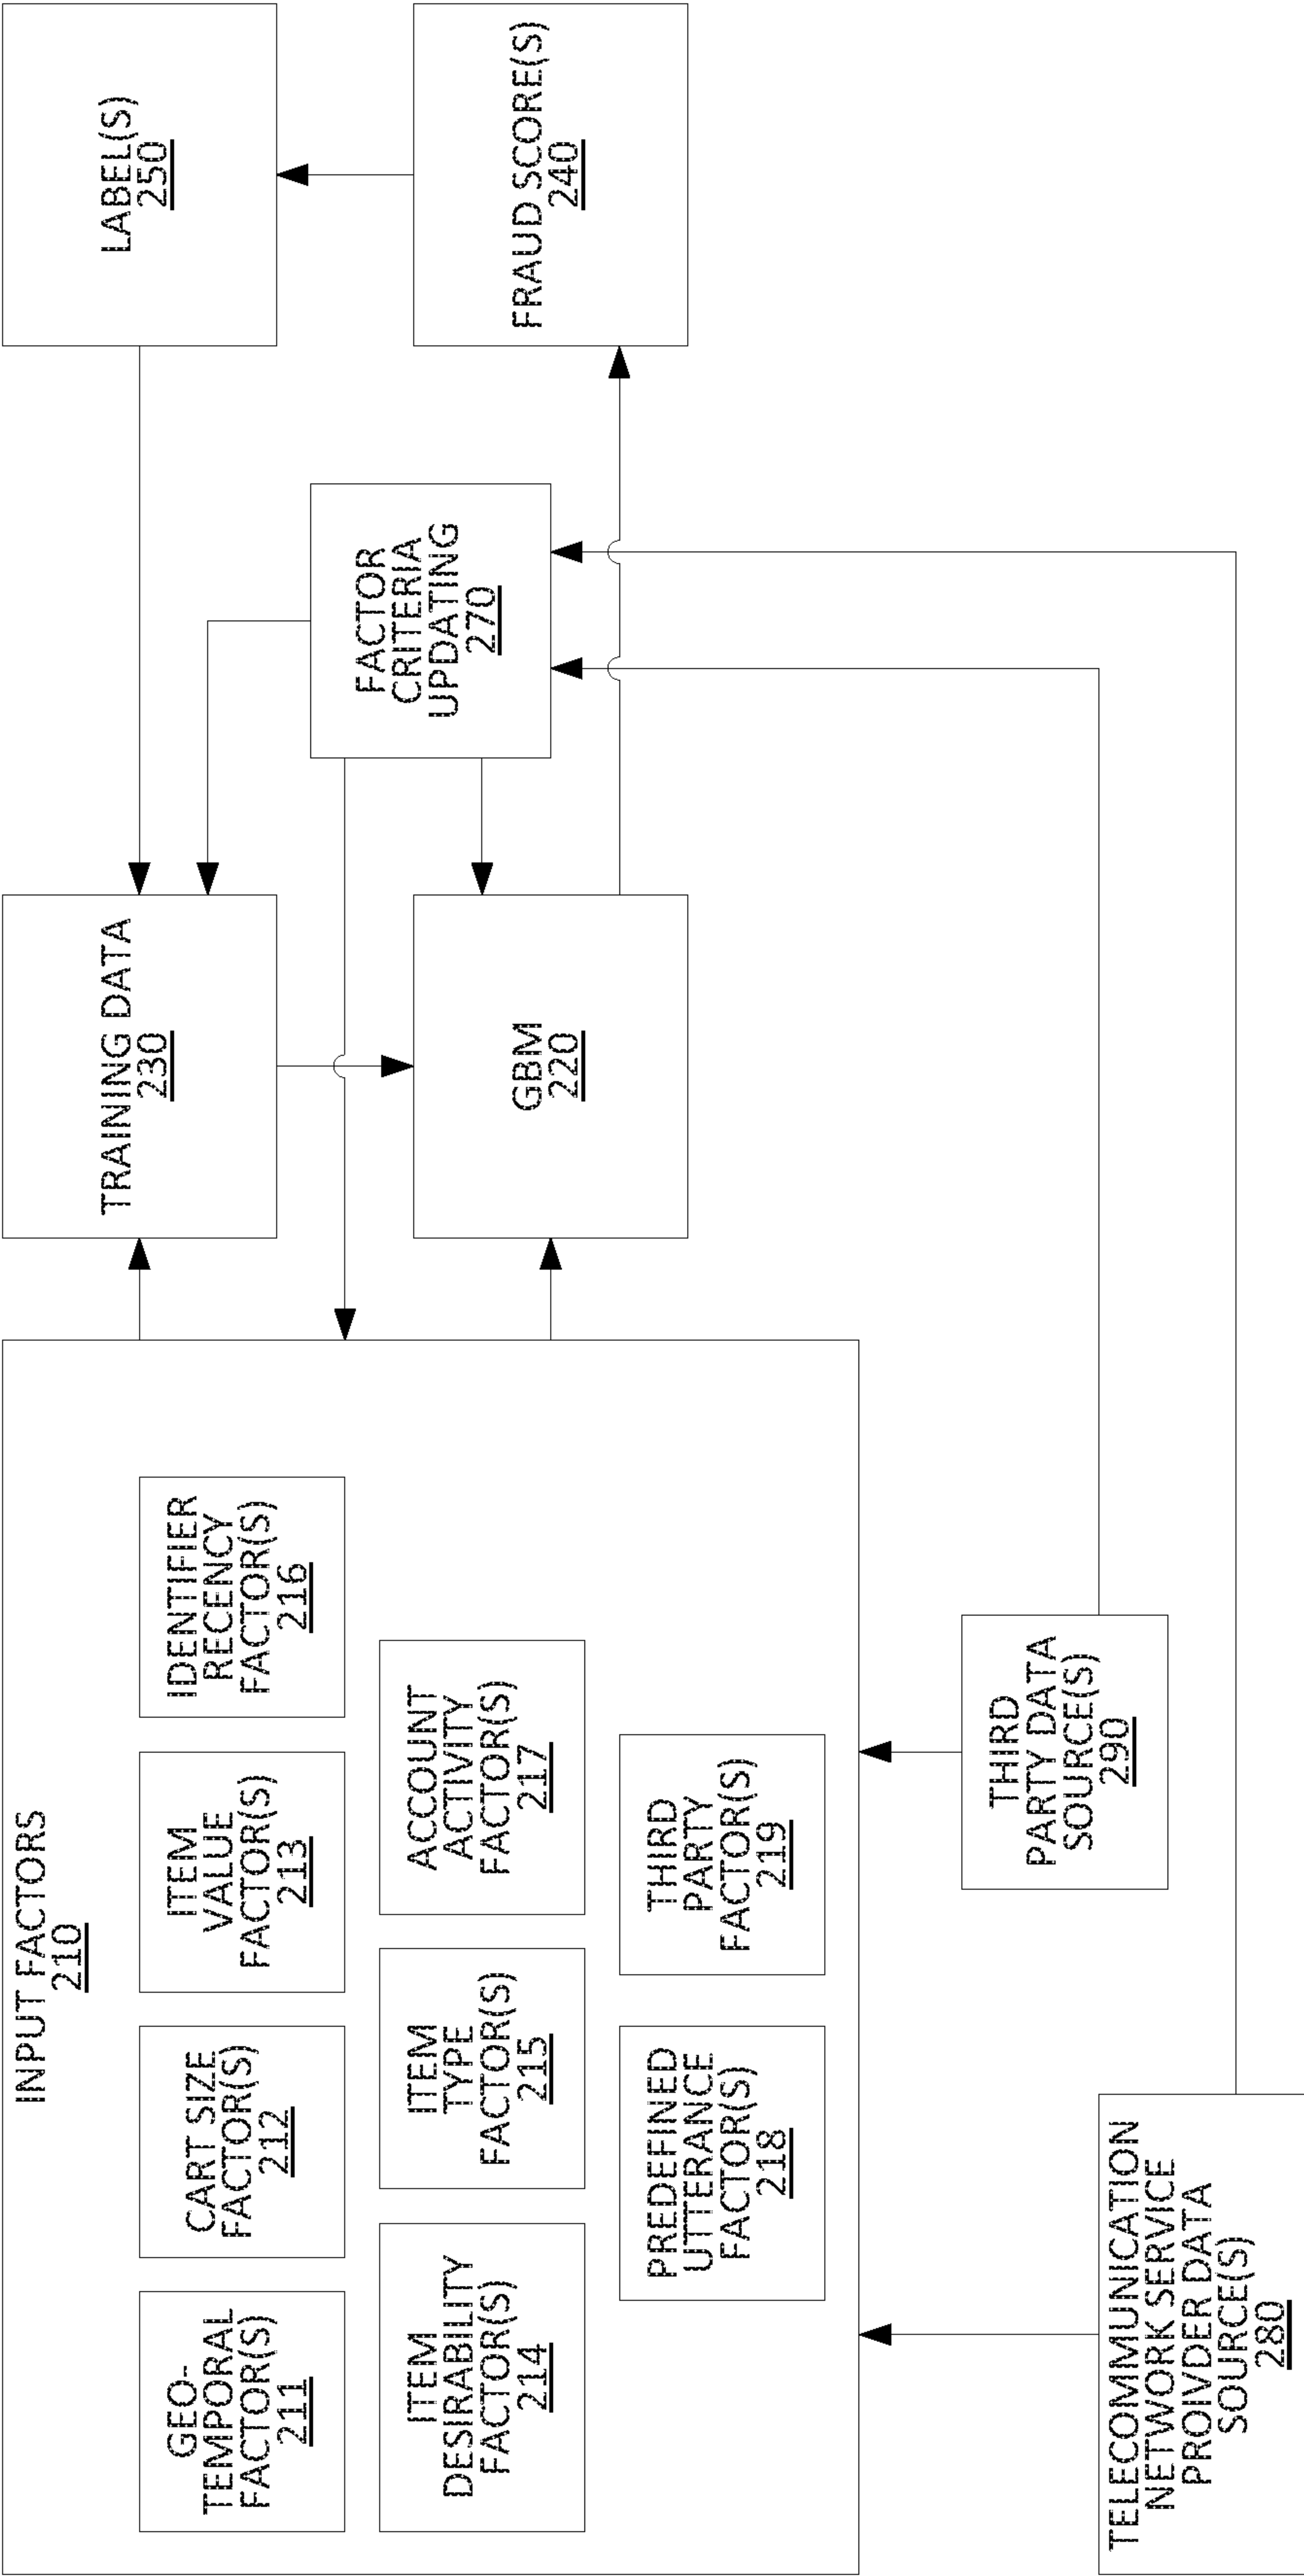 INPUT FACTORS
210
GEO-
TEMPORAL
FACTOR(S)
211
CART SIZE
FACTOR(S)
212
ITEM
VALUE
FACTOR(S)
213
IDENTIFIER
RECENCY
FACTOR(S)
216
ITEM
DESIRABILITY
FACTOR(S)
214
ITEM
TYPE
FACTOR(S)
215
ACCOUNT
ACTIVITY
FACTOR(S)
217
PREDEFINED
UTTERANCE
FACTOR(S)
218
THIRD
PARTY
FACTOR(S)
219
TRAINING DATA
230
LABEL(S)
250
FACTOR
CRITERIA
UPDATING
270
GBM
220
FRAUD SCORE(S)
240
THIRD
PARTY DATA
SOURCE(S)
290
TELECOMMUNICATION
NETWORK SERVICE
PROIVDER DATA
SOURCE(S)
280